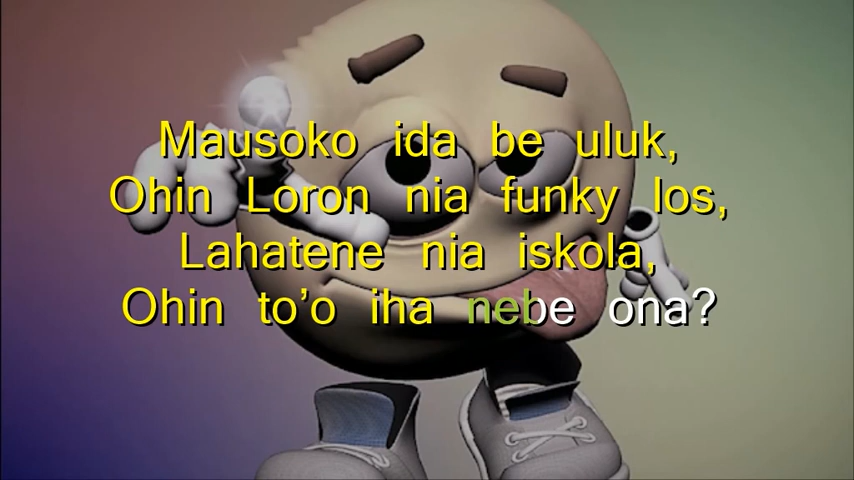 Mausoko ida be uluk,
Ohin Loron nia funky los,
Lahatene nia iskola,
Ohin to’o iha nebe ona?